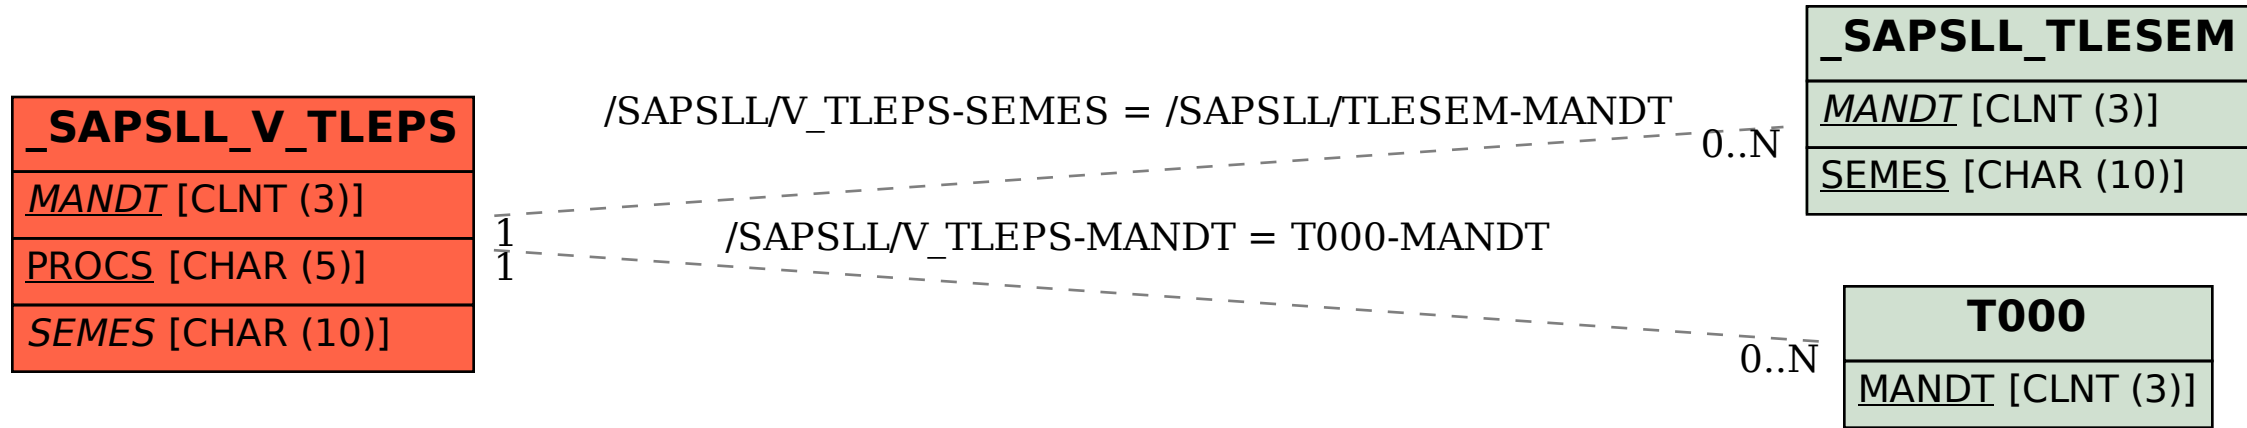 _SAPSLL_V_TLEPS
MANDT [CLNT (3)]
PROCS [CHAR (5)]
SEMES [CHAR (10)]
/SAPSLL/V_TLEPS-SEMES = /SAPSLL/TLESEM-MANDT
1
0..N
/SAPSLL/V_TLEPS-MANDT = T000-MANDT
1
0..N
_SAPSLL_TLESEM
MANDT [CLNT (3)]
SEMES [CHAR (10)]
T000
MANDT [CLNT (3)]